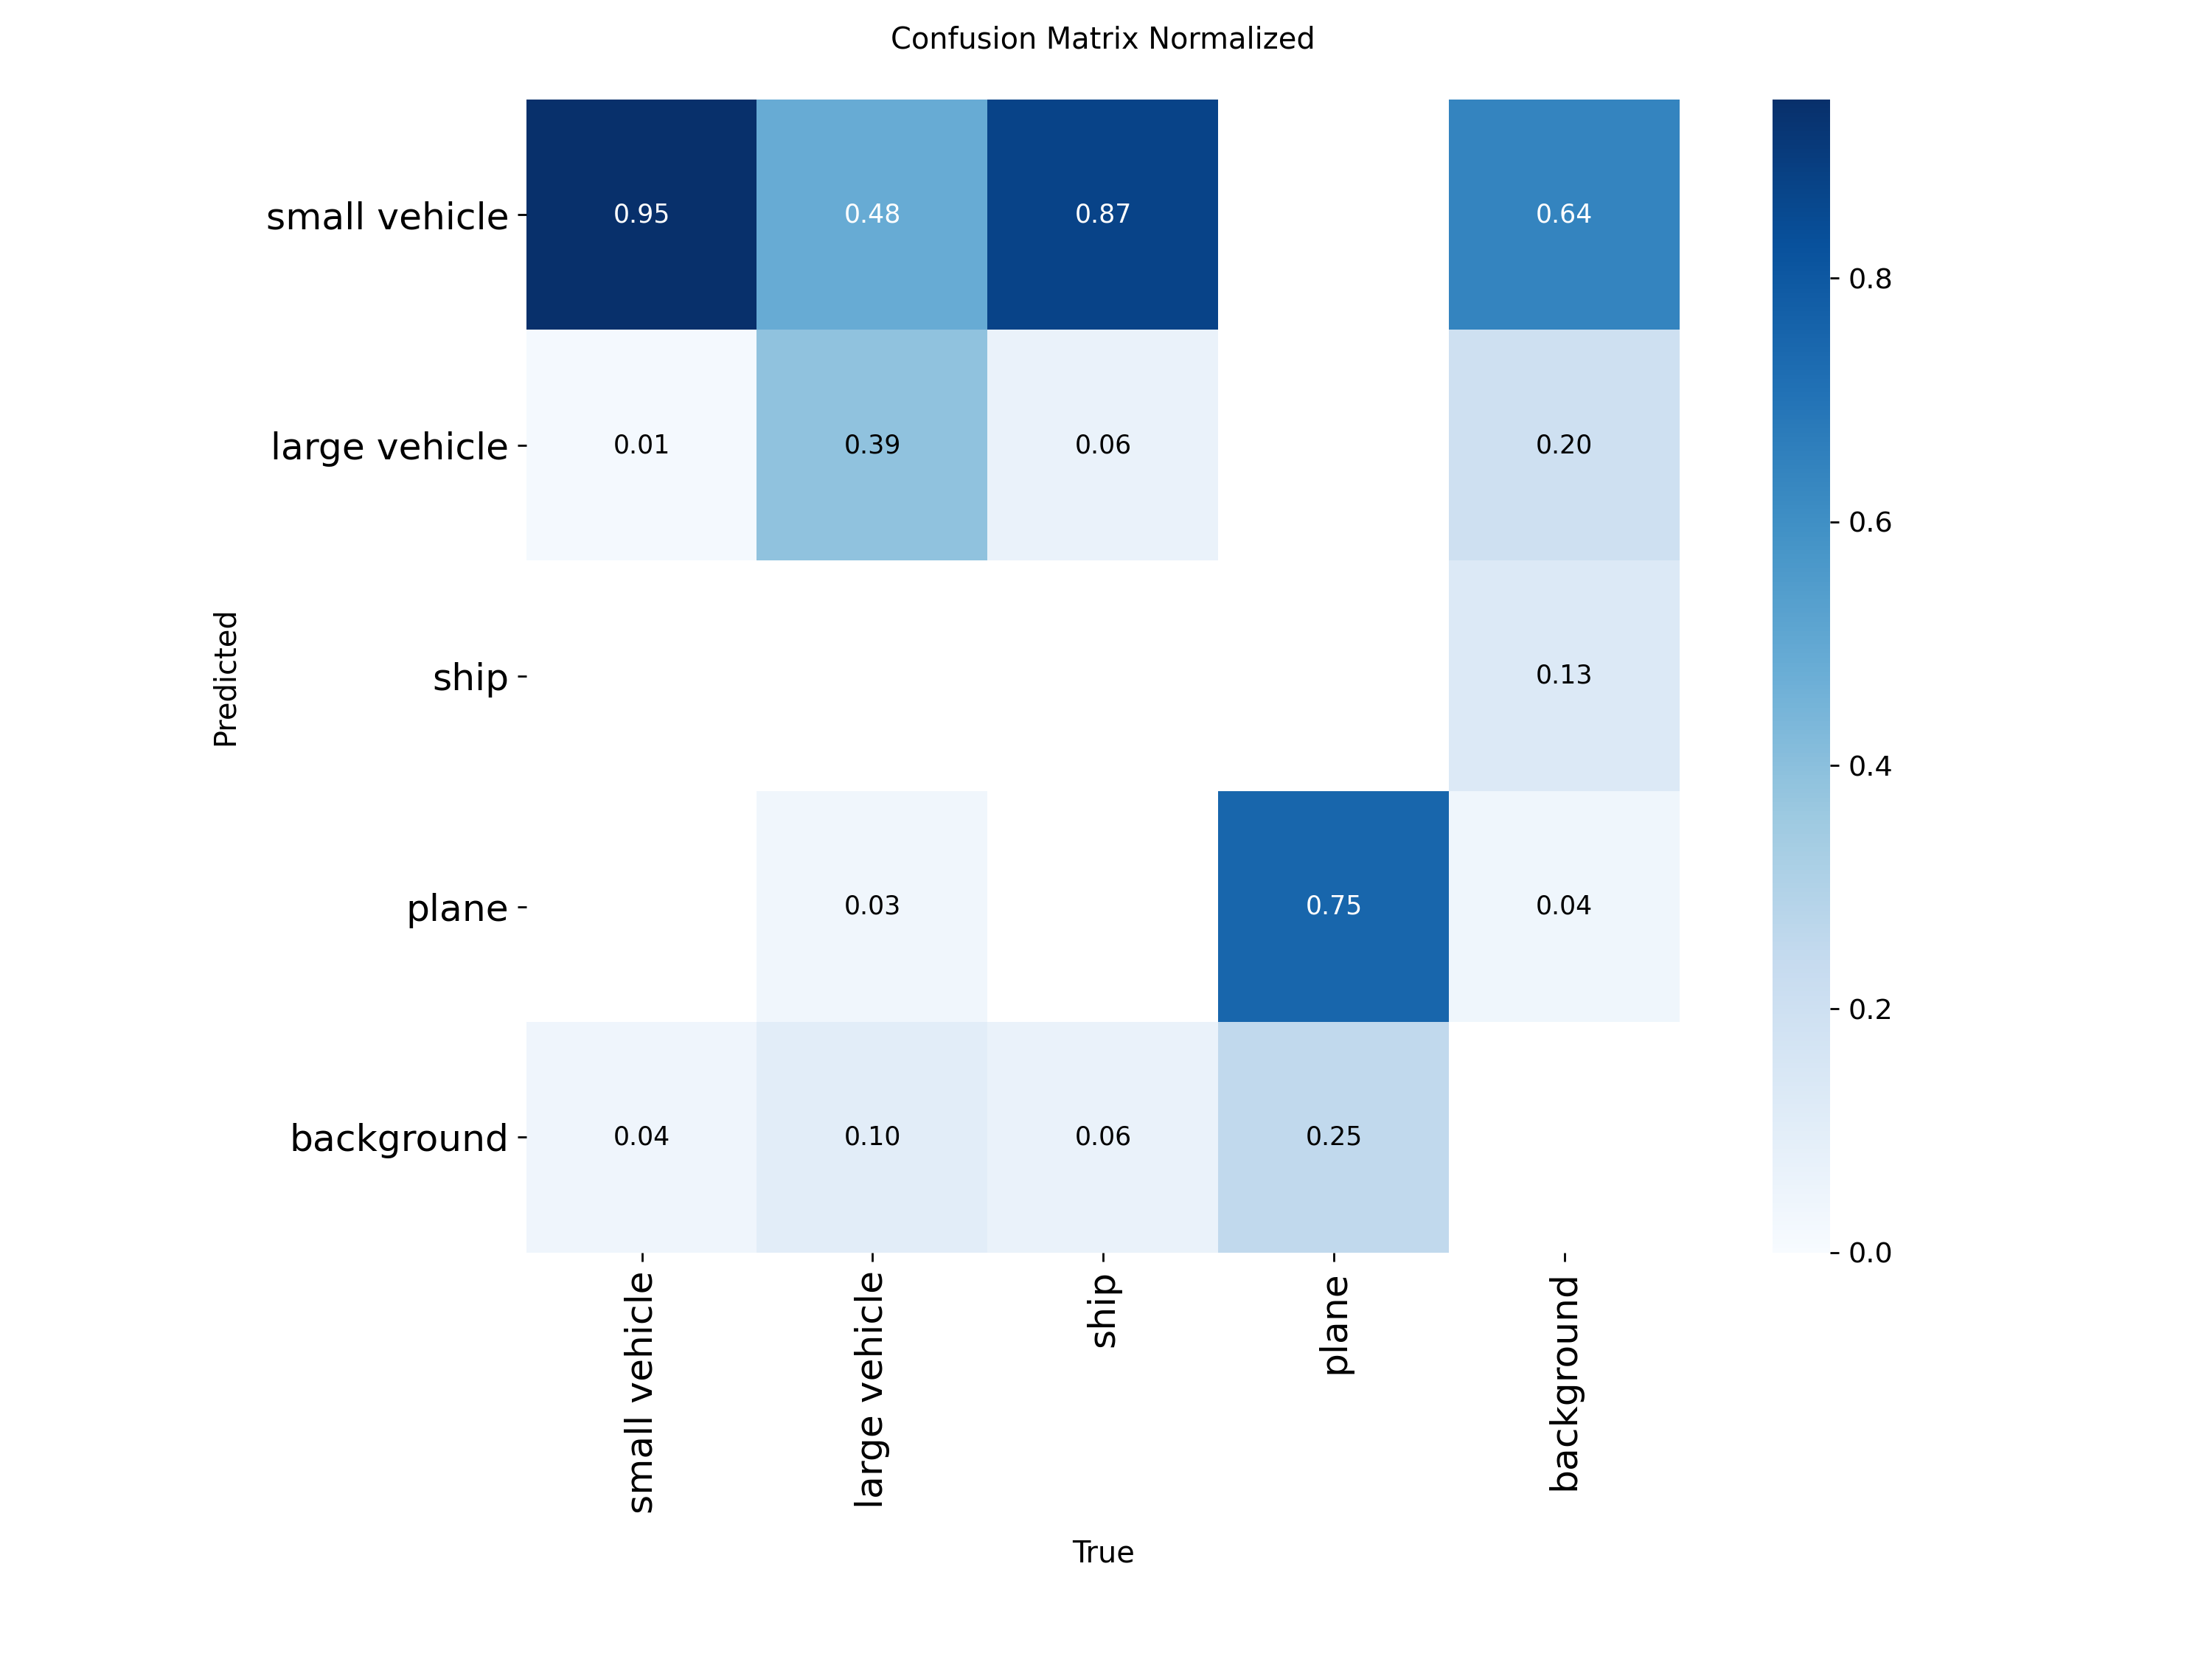 Confusion Matrix Normalized
small vehicle 0.95 0.48 0.87 0.64
0.8
large vehicle 0.01 0.39 0.06 0.20
0.6
Predicted
ship 0.13
0.4
plane 0.03 0.75 0.04
0.2
background 0.04 0.10 0.06 0.25
0.0
small vehicle
large vehicle
ship
plane
background
True